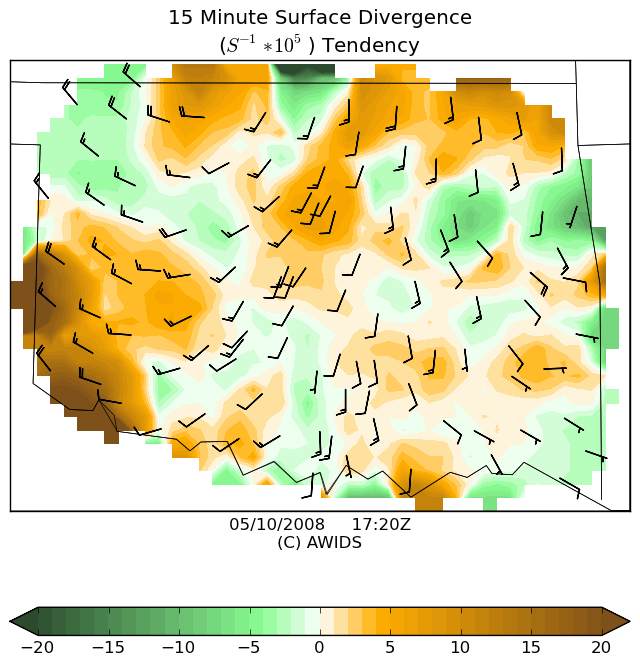 15 Minute Surface Divergence
(S⁻¹ * 10⁵ ) Tendency
05/10/2008 17:20Z
(C) AWIDS
−20 −15 −10 −5 0 5 10 15 20